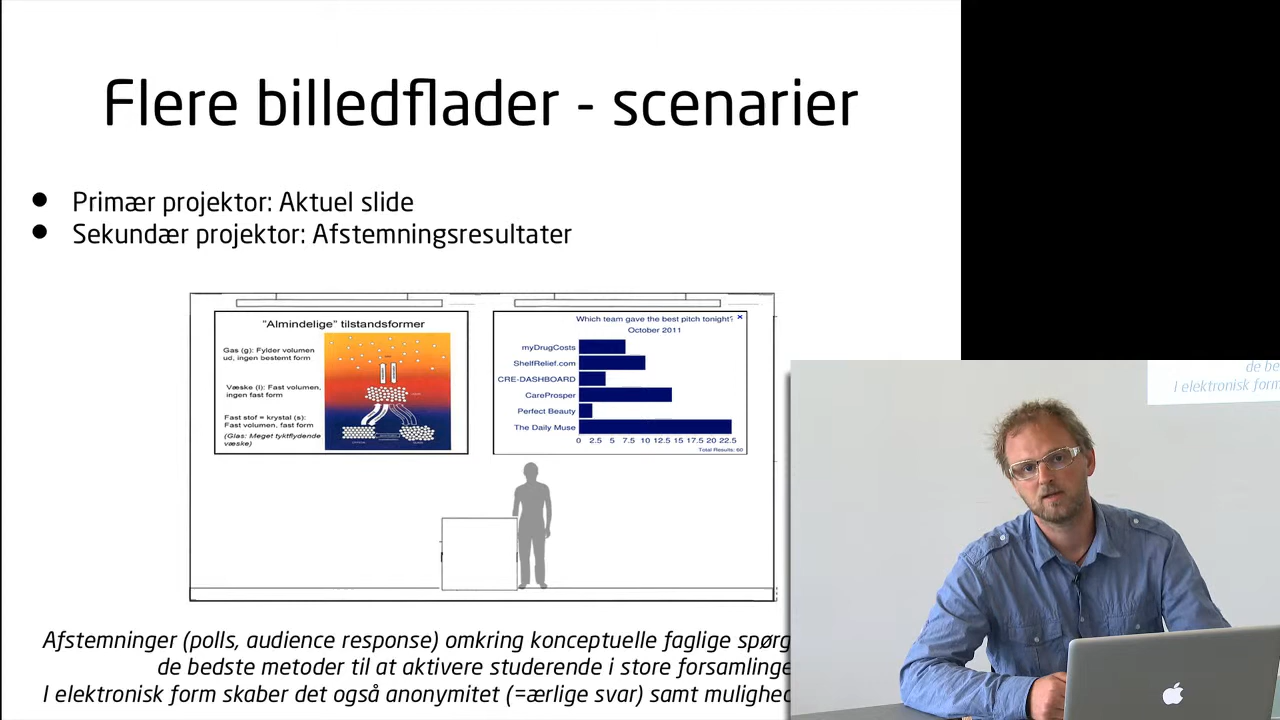 Flere billedflader - scenarier
● Primær projektor: Aktuel slide
● Sekundær projektor: Afstemningsresultater
"Almindelige" tilstandsformer
Gas (g): Fylder volumen
ud, ingen bestemt form
Væske (l): Fast volumen,
ingen fast form
Fast stof = krystal (s):
Fast volumen, fast form
(Glas: Meget tyktflydende
væske)
Which team gave the best pitch tonight? ×
October 2011
myDrugCosts
ShelfRelief.com
CRE-DASHBOARD
CareProsper
Perfect Beauty
The Daily Muse
0 2.5 5 7.5 10 12.5 15 17.5 20 22.5
Total Results: 60
Afstemninger (polls, audience response) omkring konceptuelle faglige spørg
de bedste metoder til at aktivere studerende i store forsamlinge
I elektronisk form skaber det også anonymitet (=ærlige svar) samt mulighed
de be
I elektronisk form